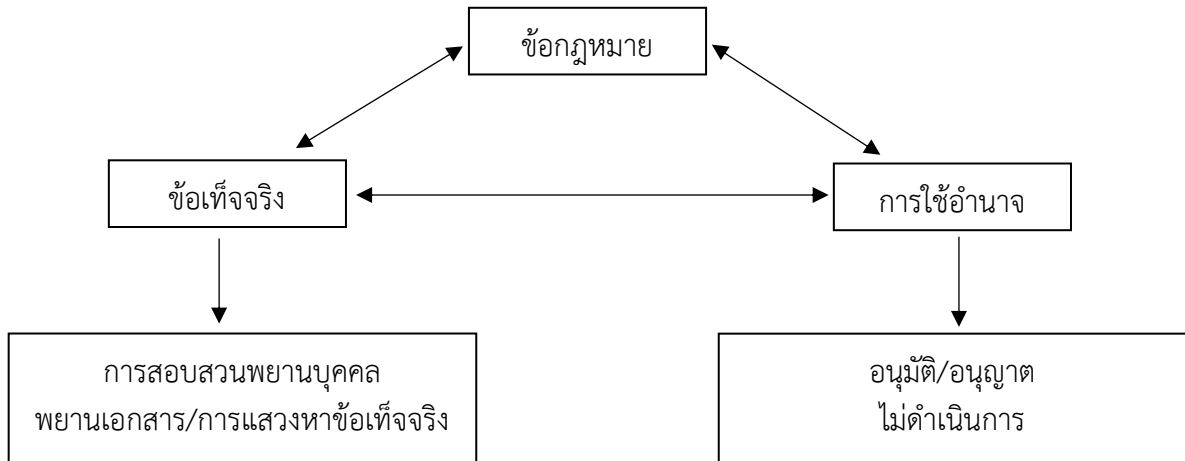 ข้อกฎหมาย
ข้อเท็จจริง
การใช้อำนาจ
การสอบสวนพยานบุคคล
พยานเอกสาร/การแสวงหาข้อเท็จจริง
อนุมัติ/อนุญาต
ไม่ดำเนินการ